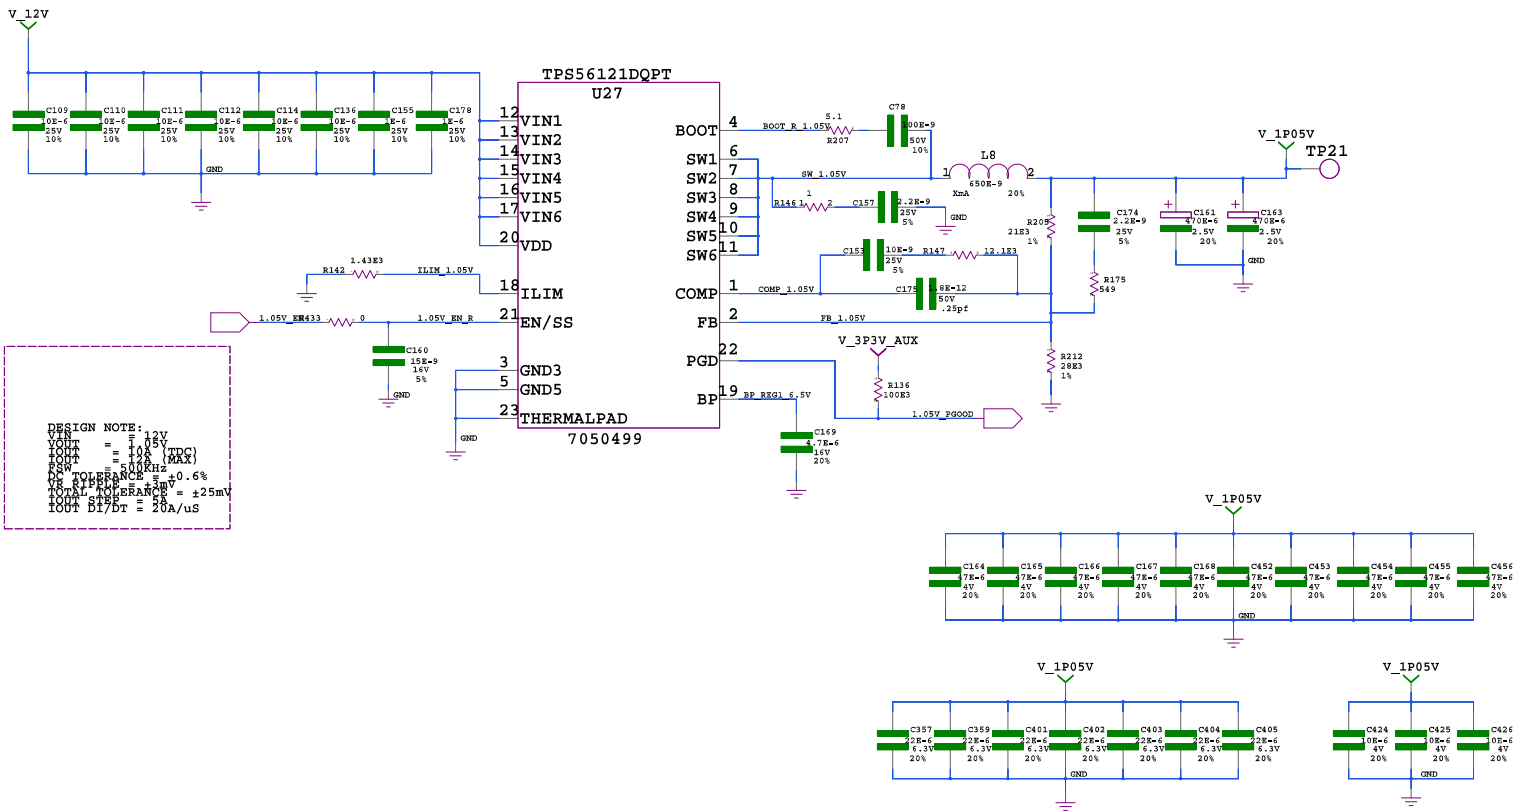 V_12V
C109
10E-6
25V
10%
C110
10E-6
25V
10%
C111
10E-6
25V
10%
C112
10E-6
25V
10%
C114
10E-6
25V
10%
C136
10E-6
25V
10%
C155
1E-6
25V
10%
C178
1E-6
25V
10%
GND
TPS56121DQPT
U27
12 VIN1
13 VIN2
14 VIN3
15 VIN4
16 VIN5
17 VIN6
20 VDD
18 ILIM
21 EN/SS
3 GND3
5 GND5
23 THERMALPAD
BOOT 4
SW1 6
SW2 7
SW3 8
SW4 9
SW5 10
SW6 11
COMP 1
FB 2
PGD 22
BP 19
7050499
1.43E3
R142
ILIM_1.05V
1.05V_EN
R433
0
1.05V_EN_R
C160
15E-9
16V
5%
GND
GND
BOOT_R_1.05V
5.1
R207
C78
100E-9
50V
10%
SW_1.05V
L8
1 2
650E-9
XmA
20%
R146
1
1 2
C157
2.2E-9
25V
5%
GND
C153
10E-9
25V
5%
R147
12.1E3
COMP_1.05V
C175
1.8E-12
50V
.25pf
FB_1.05V
R205
21E3
1%
C174
2.2E-9
25V
5%
R175
549
C161
470E-6
2.5V
20%
C163
470E-6
2.5V
20%
GND
V_1P05V
TP21
R212
28E3
1%
V_3P3V_AUX
R136
100E3
1.05V_PGOOD
BP_REG1_6.5V
C169
4.7E-6
16V
20%
DESIGN NOTE:
VIN = 12V
VOUT = 1.05V
IOUT = 10A (TDC)
IOUT = 12A (MAX)
FSW = 500KHz
DC TOLERANCE = ±0.6%
VR RIPPLE = ±3mV
TOTAL TOLERANCE = ±25mV
IOUT STEP = 5A
IOUT DI/DT = 20A/uS
V_1P05V
C164
47E-6
4V
20%
C165
47E-6
4V
20%
C166
47E-6
4V
20%
C167
47E-6
4V
20%
C168
47E-6
4V
20%
C452
47E-6
4V
20%
C453
47E-6
4V
20%
C454
47E-6
4V
20%
C455
47E-6
4V
20%
C456
47E-6
4V
20%
GND
V_1P05V
C357
22E-6
6.3V
20%
C359
22E-6
6.3V
20%
C401
22E-6
6.3V
20%
C402
22E-6
6.3V
20%
C403
22E-6
6.3V
20%
C404
22E-6
6.3V
20%
C405
22E-6
6.3V
20%
GND
V_1P05V
C424
10E-6
4V
20%
C425
10E-6
4V
20%
C426
10E-6
4V
20%
GND